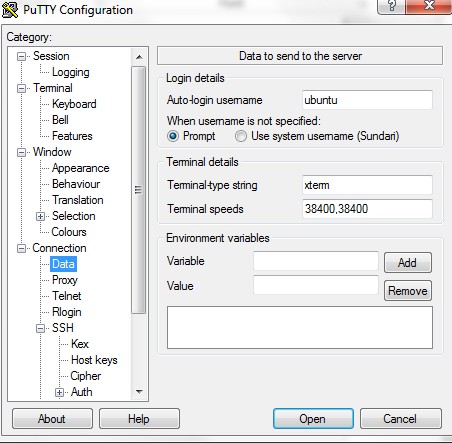 PuTTY Configuration
Category:
Session
Logging
Terminal
Keyboard
Bell
Features
Window
Appearance
Behaviour
Translation
Selection
Colours
Connection
Data
Proxy
Telnet
Rlogin
SSH
Kex
Host keys
Cipher
Auth
Data to send to the server
Login details
Auto-login username ubuntu
When username is not specified:
Prompt Use system username (Sundari)
Terminal details
Terminal-type string xterm
Terminal speeds 38400,38400
Environment variables
Variable Add
Value Remove
About Help Open Cancel